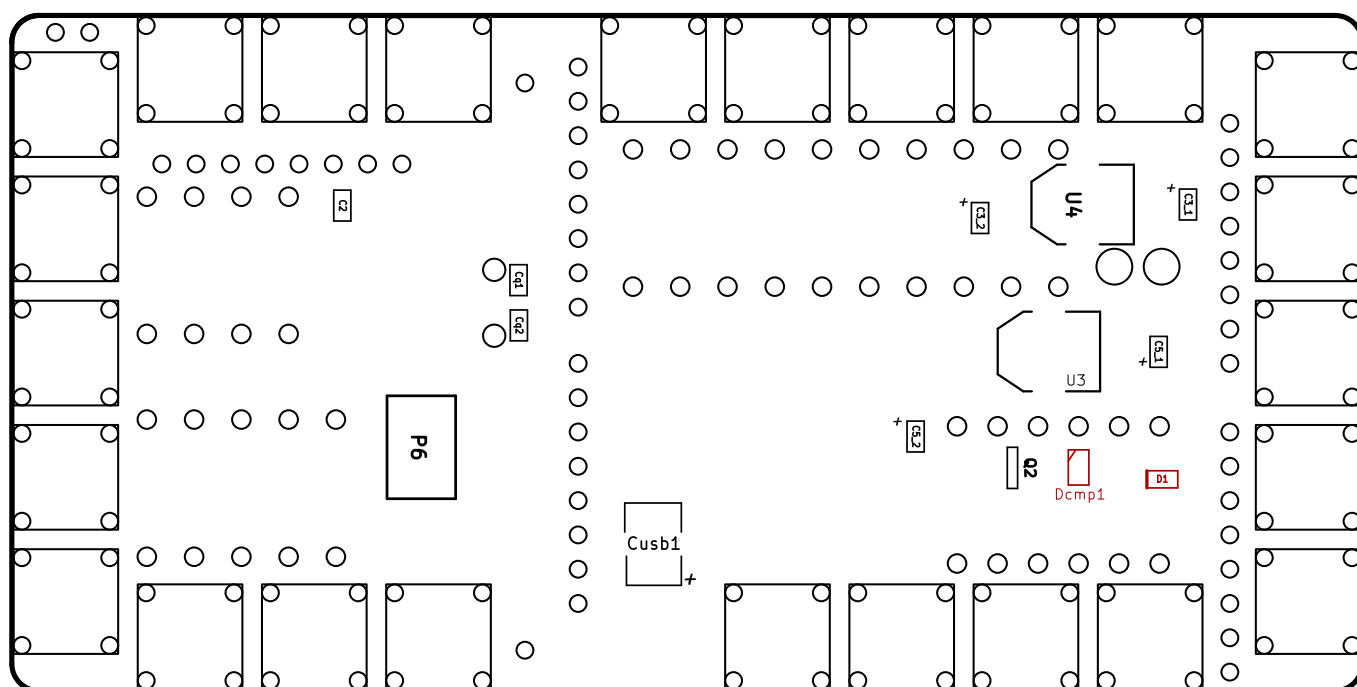 C2
C3_2
+
U4
+
C3_1
Cq1
Cq2
U3
C5_1
+
P6
+
C5_2
Q2
Dcmp1
D1
Cusb1
+